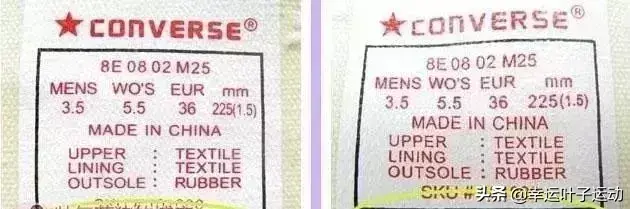 ★CONVERSE®
8E 08 02 M25
MENS WO'S EUR mm
3.5 5.5 36 225(1.5)
MADE IN CHINA
UPPER : TEXTILE
LINING : TEXTILE
OUTSOLE : RUBBER
★CONVERSE®
8E 08 02 M25
MENS WO'S EUR mm
3.5 5.5 36 225(1.5)
MADE IN CHINA
UPPER : TEXTILE
LINING : TEXTILE
OUTSOLE : RUBBER
SKU #
头条 @幸运叶子运动